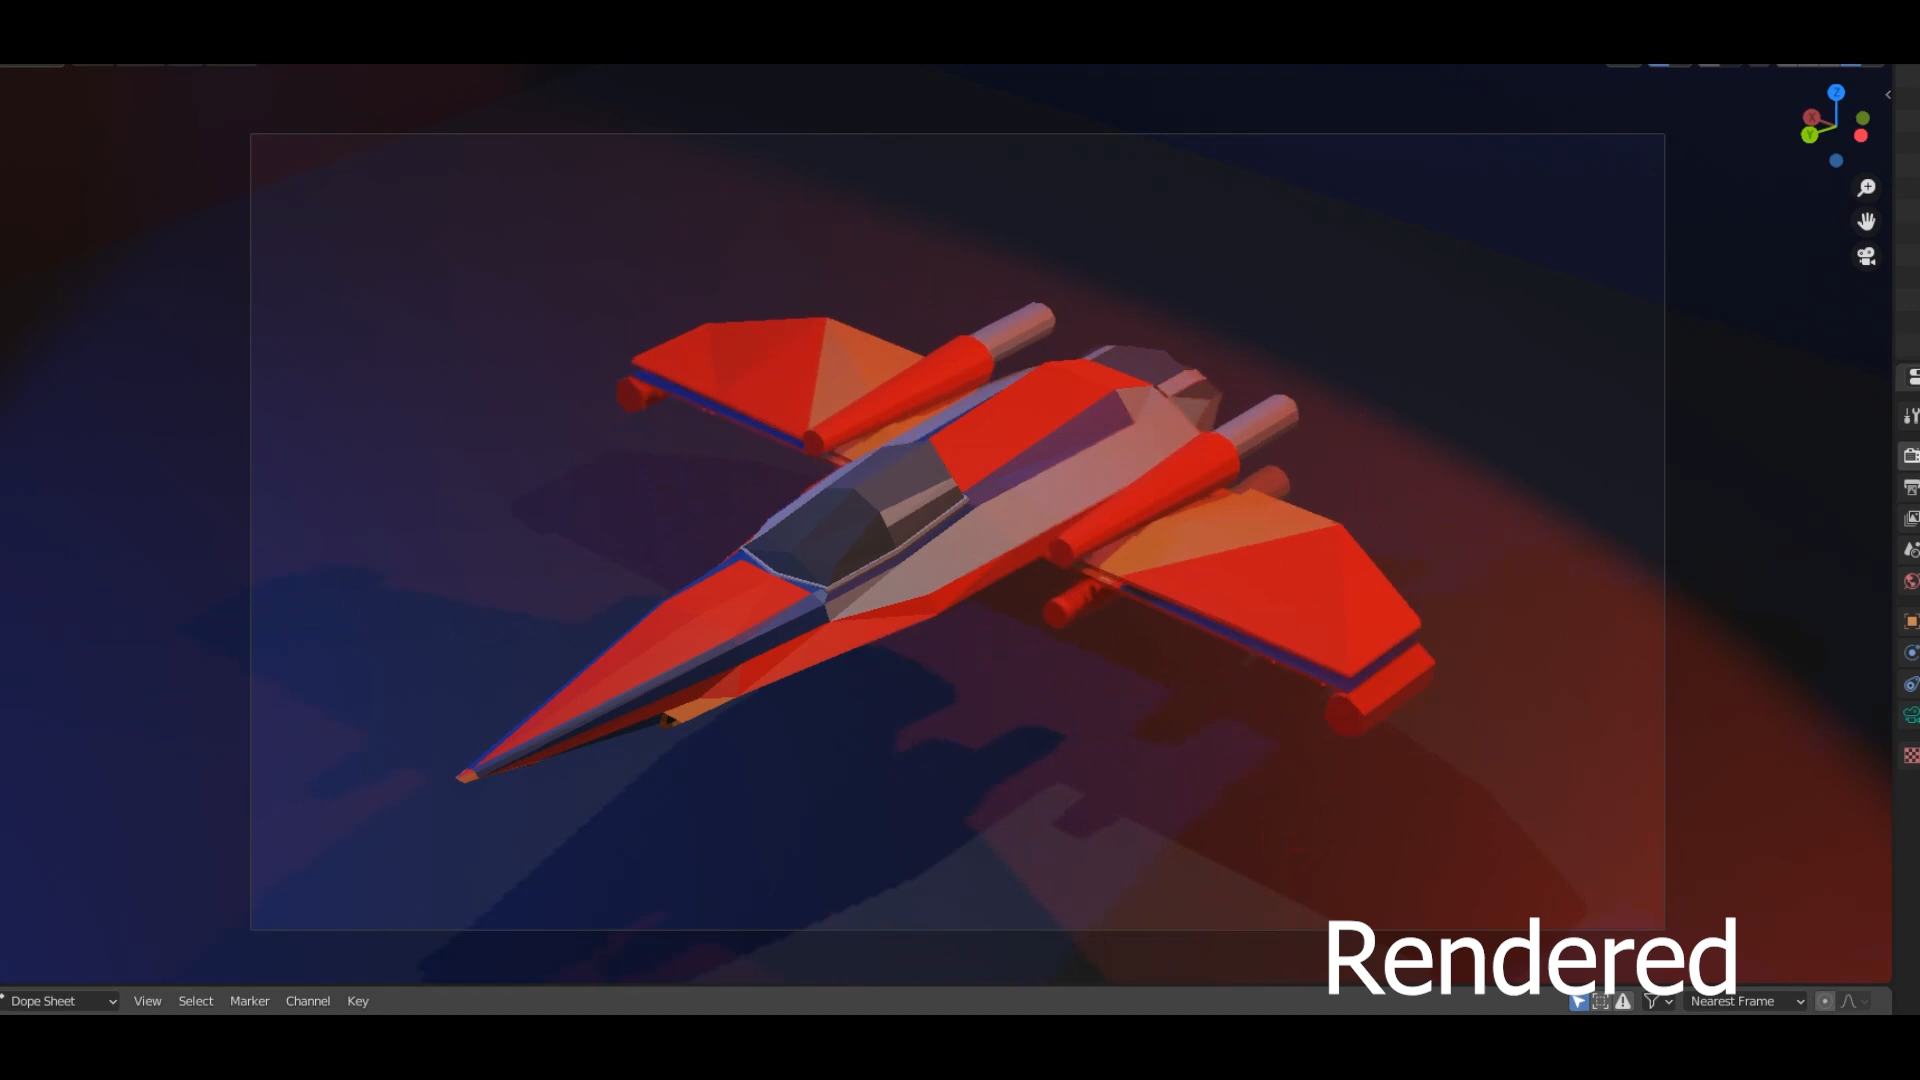 Z
X
Y
Rendered
Dope Sheet
View
Select
Marker
Channel
Key
Nearest Frame